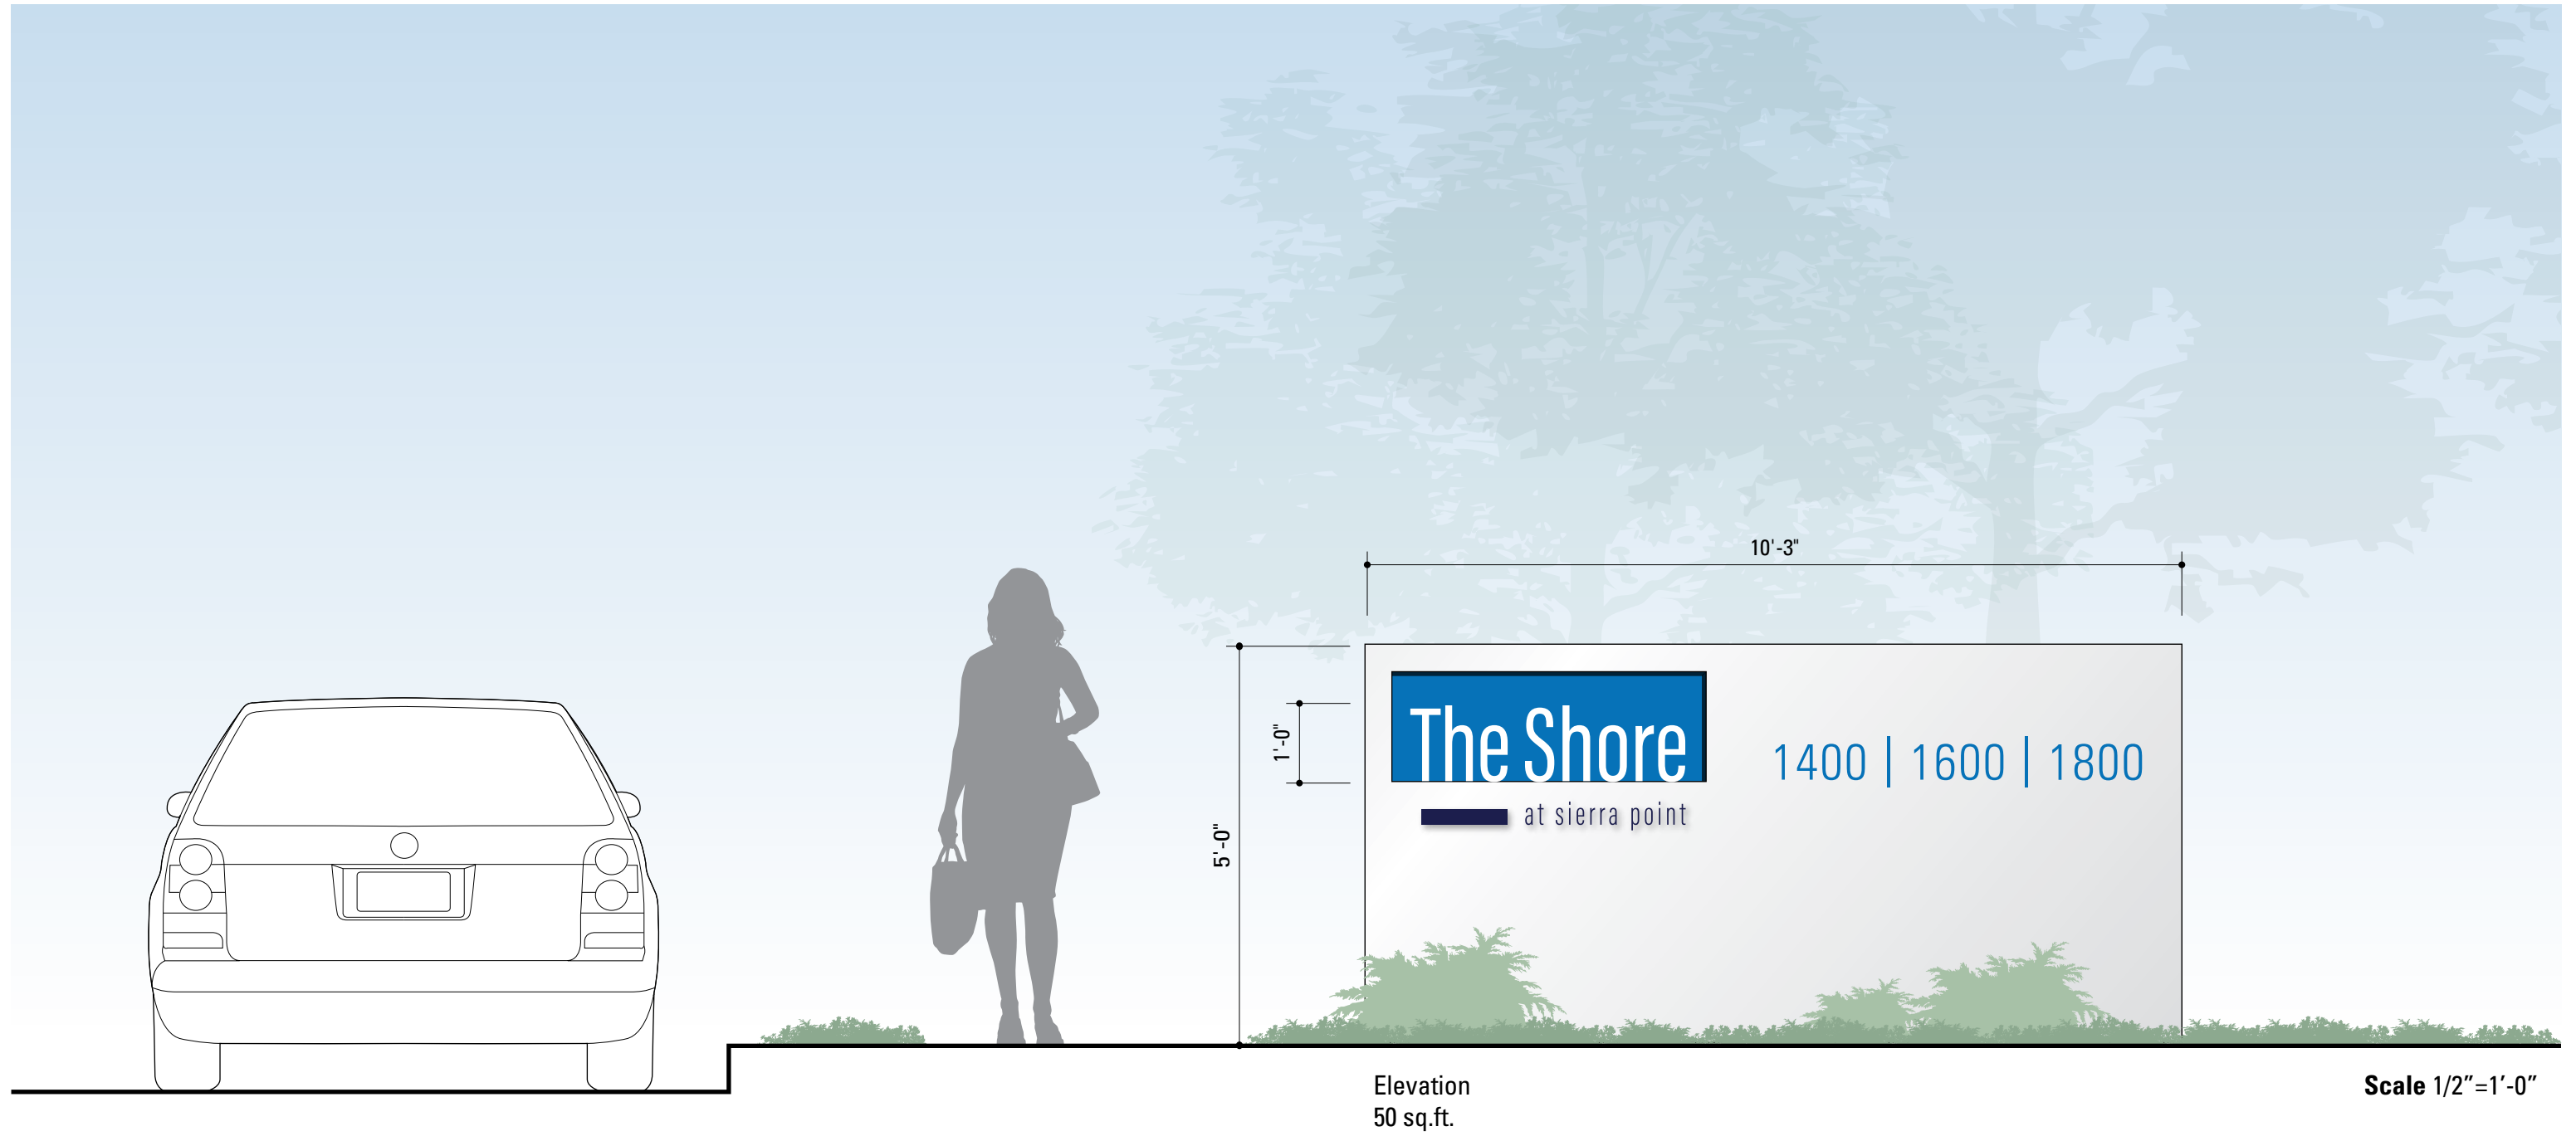 10'-3"
The Shore
1'-0"
1400 | 1600 | 1800
at sierra point
5'-0"
Elevation
Scale 1/2”=1’-0”
50 sq.ft.